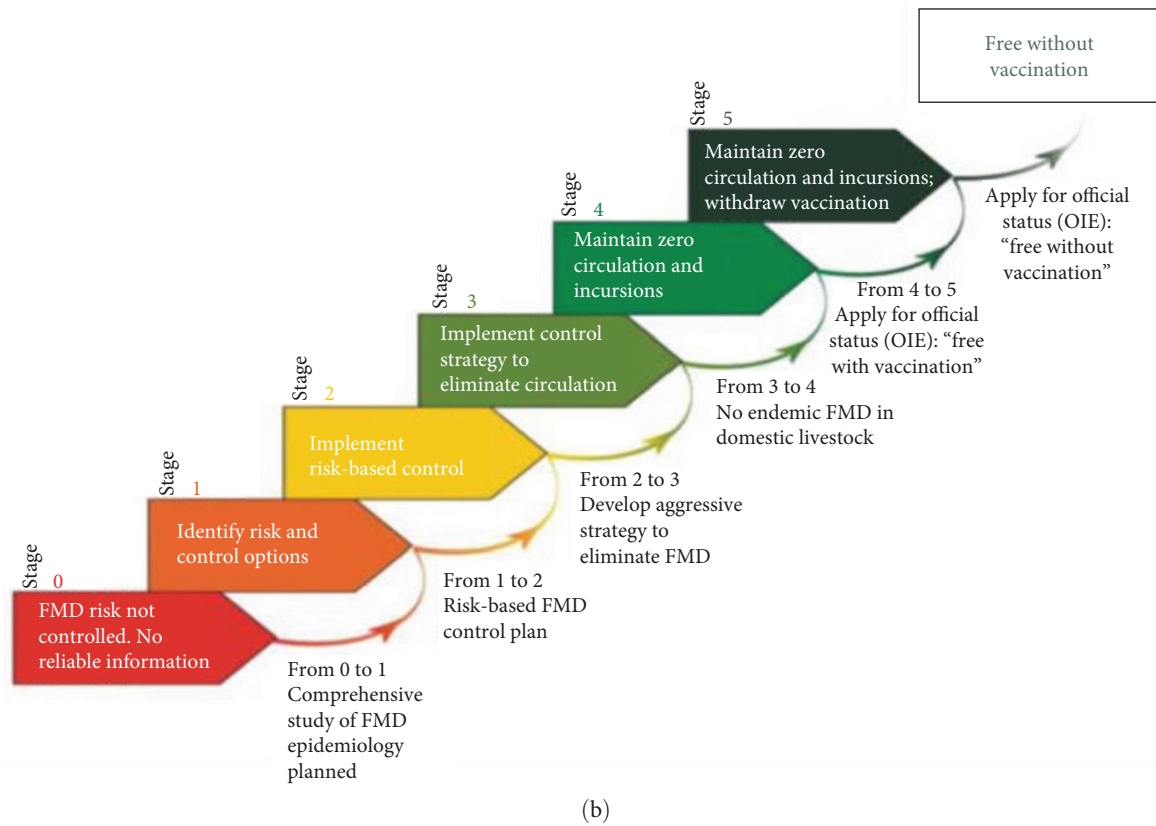 Free without
vaccination
Stage 5
Maintain zero
circulation and incursions;
withdraw vaccination
Apply for official
status (OIE):
“free without
vaccination”
Stage 4
Maintain zero
circulation and
incursions
From 4 to 5
Apply for official
status (OIE): “free
with vaccination”
Stage 3
Implement control
strategy to
eliminate circulation
From 3 to 4
No endemic FMD in
domestic livestock
Stage 2
Implement
risk-based control
From 2 to 3
Develop aggressive
strategy to
eliminate FMD
Stage 1
Identify risk and
control options
From 1 to 2
Risk-based FMD
control plan
Stage 0
FMD risk not
controlled. No
reliable information
From 0 to 1
Comprehensive
study of FMD
epidemiology
planned
(b)